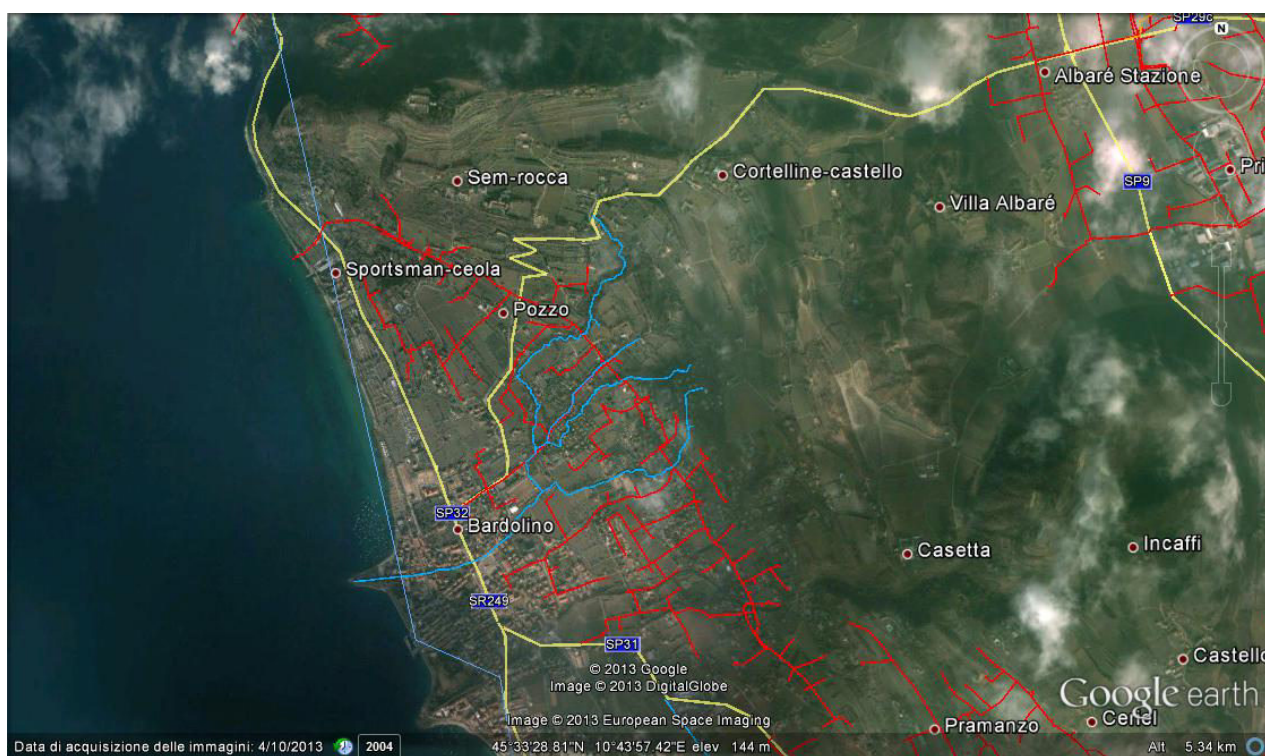 SP29c
N
Albaré Stazione
Cortelline-castello
Sem-rocca
SP9
Villa Albaré
Sportsman-ceola
Pozzo
SP32
Bardolino
Casetta
Incaffi
SR249
SP31
© 2013 Google
Image © 2013 DigitalGlobe
Castello
Google earth
Image © 2013 European Space Imaging
Pramanzo
Data di acquisizione delle immagini: 4/10/2013 2004 45°33'28.81"N 10°43'57.42"E elev 144 m Alt 5.34 km